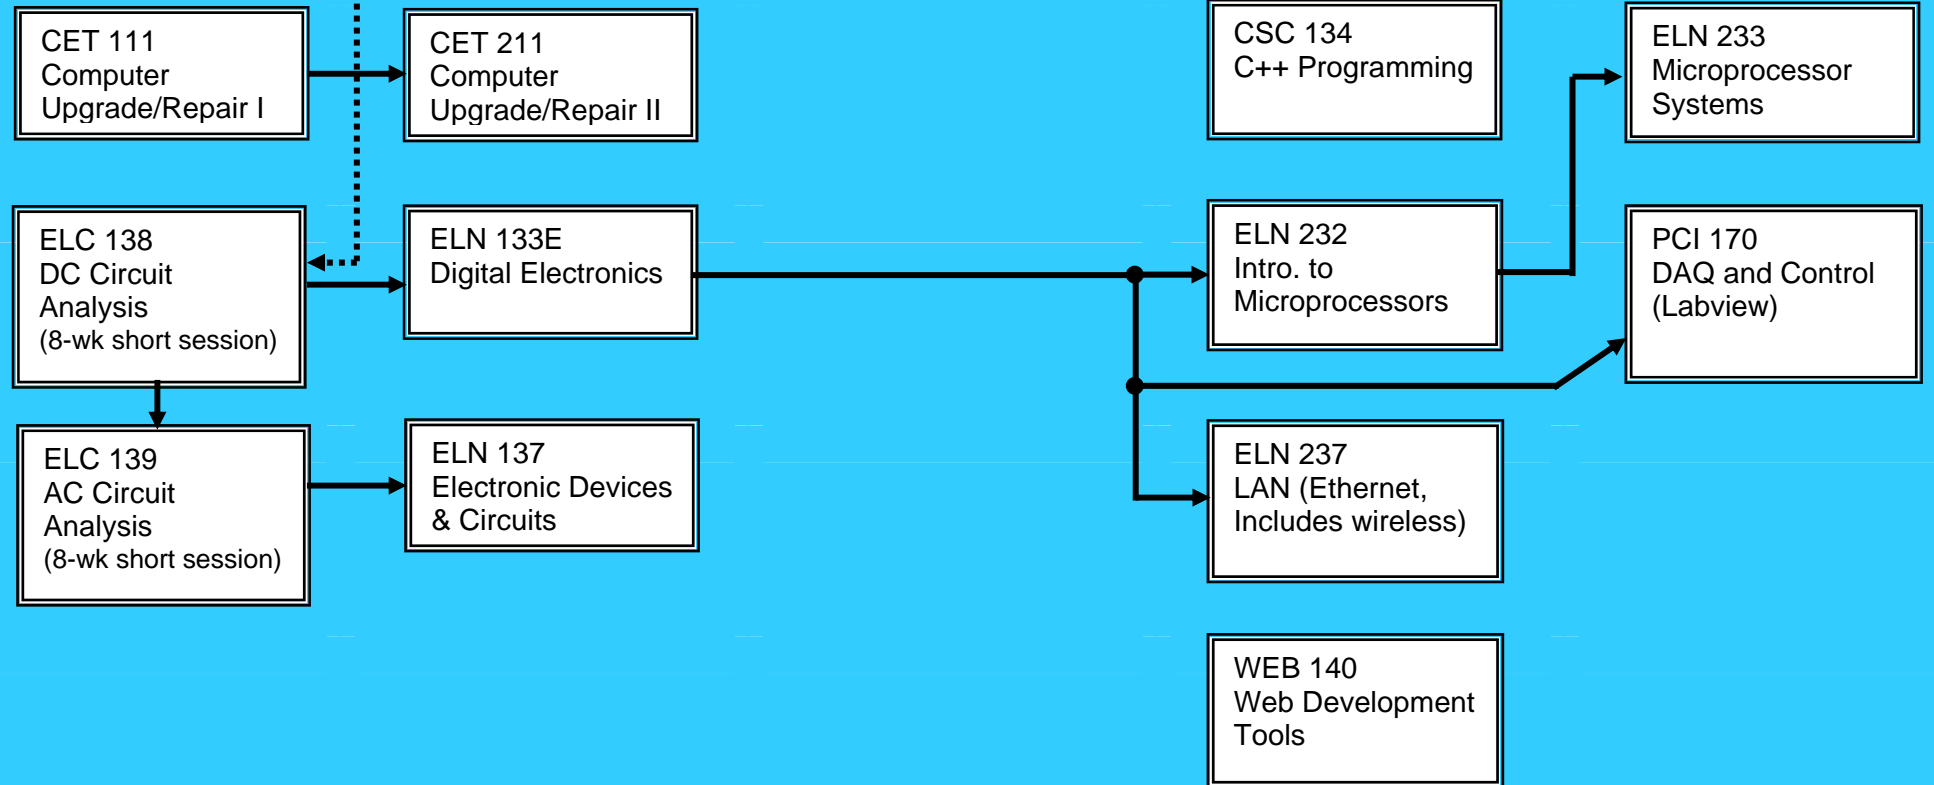 CET 111
Computer
Upgrade/Repair I
CET 211
Computer
Upgrade/Repair II
CSC 134
C++ Programming
ELN 233
Microprocessor
Systems
ELC 138
DC Circuit
Analysis
(8-wk short session)
ELN 133E
Digital Electronics
ELN 232
Intro. to
Microprocessors
PCI 170
DAQ and Control
(Labview)
ELC 139
AC Circuit
Analysis
(8-wk short session)
ELN 137
Electronic Devices
& Circuits
ELN 237
LAN (Ethernet,
Includes wireless)
WEB 140
Web Development
Tools